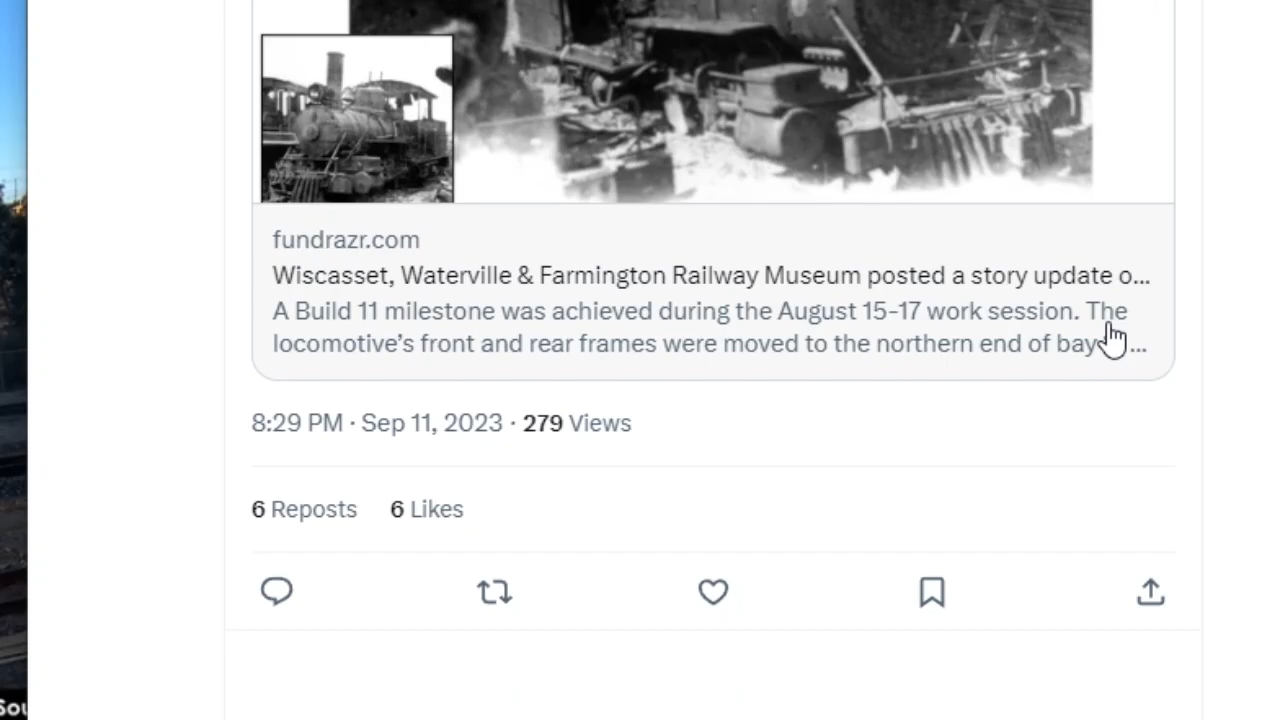 fundrazr.com
Wiscasset, Waterville & Farmington Railway Museum posted a story update o...
A Build 11 milestone was achieved during the August 15-17 work session. The
locomotive's front and rear frames were moved to the northern end of bay ...
8:29 PM · Sep 11, 2023 · 279 Views
6 Reposts 6 Likes
Sou